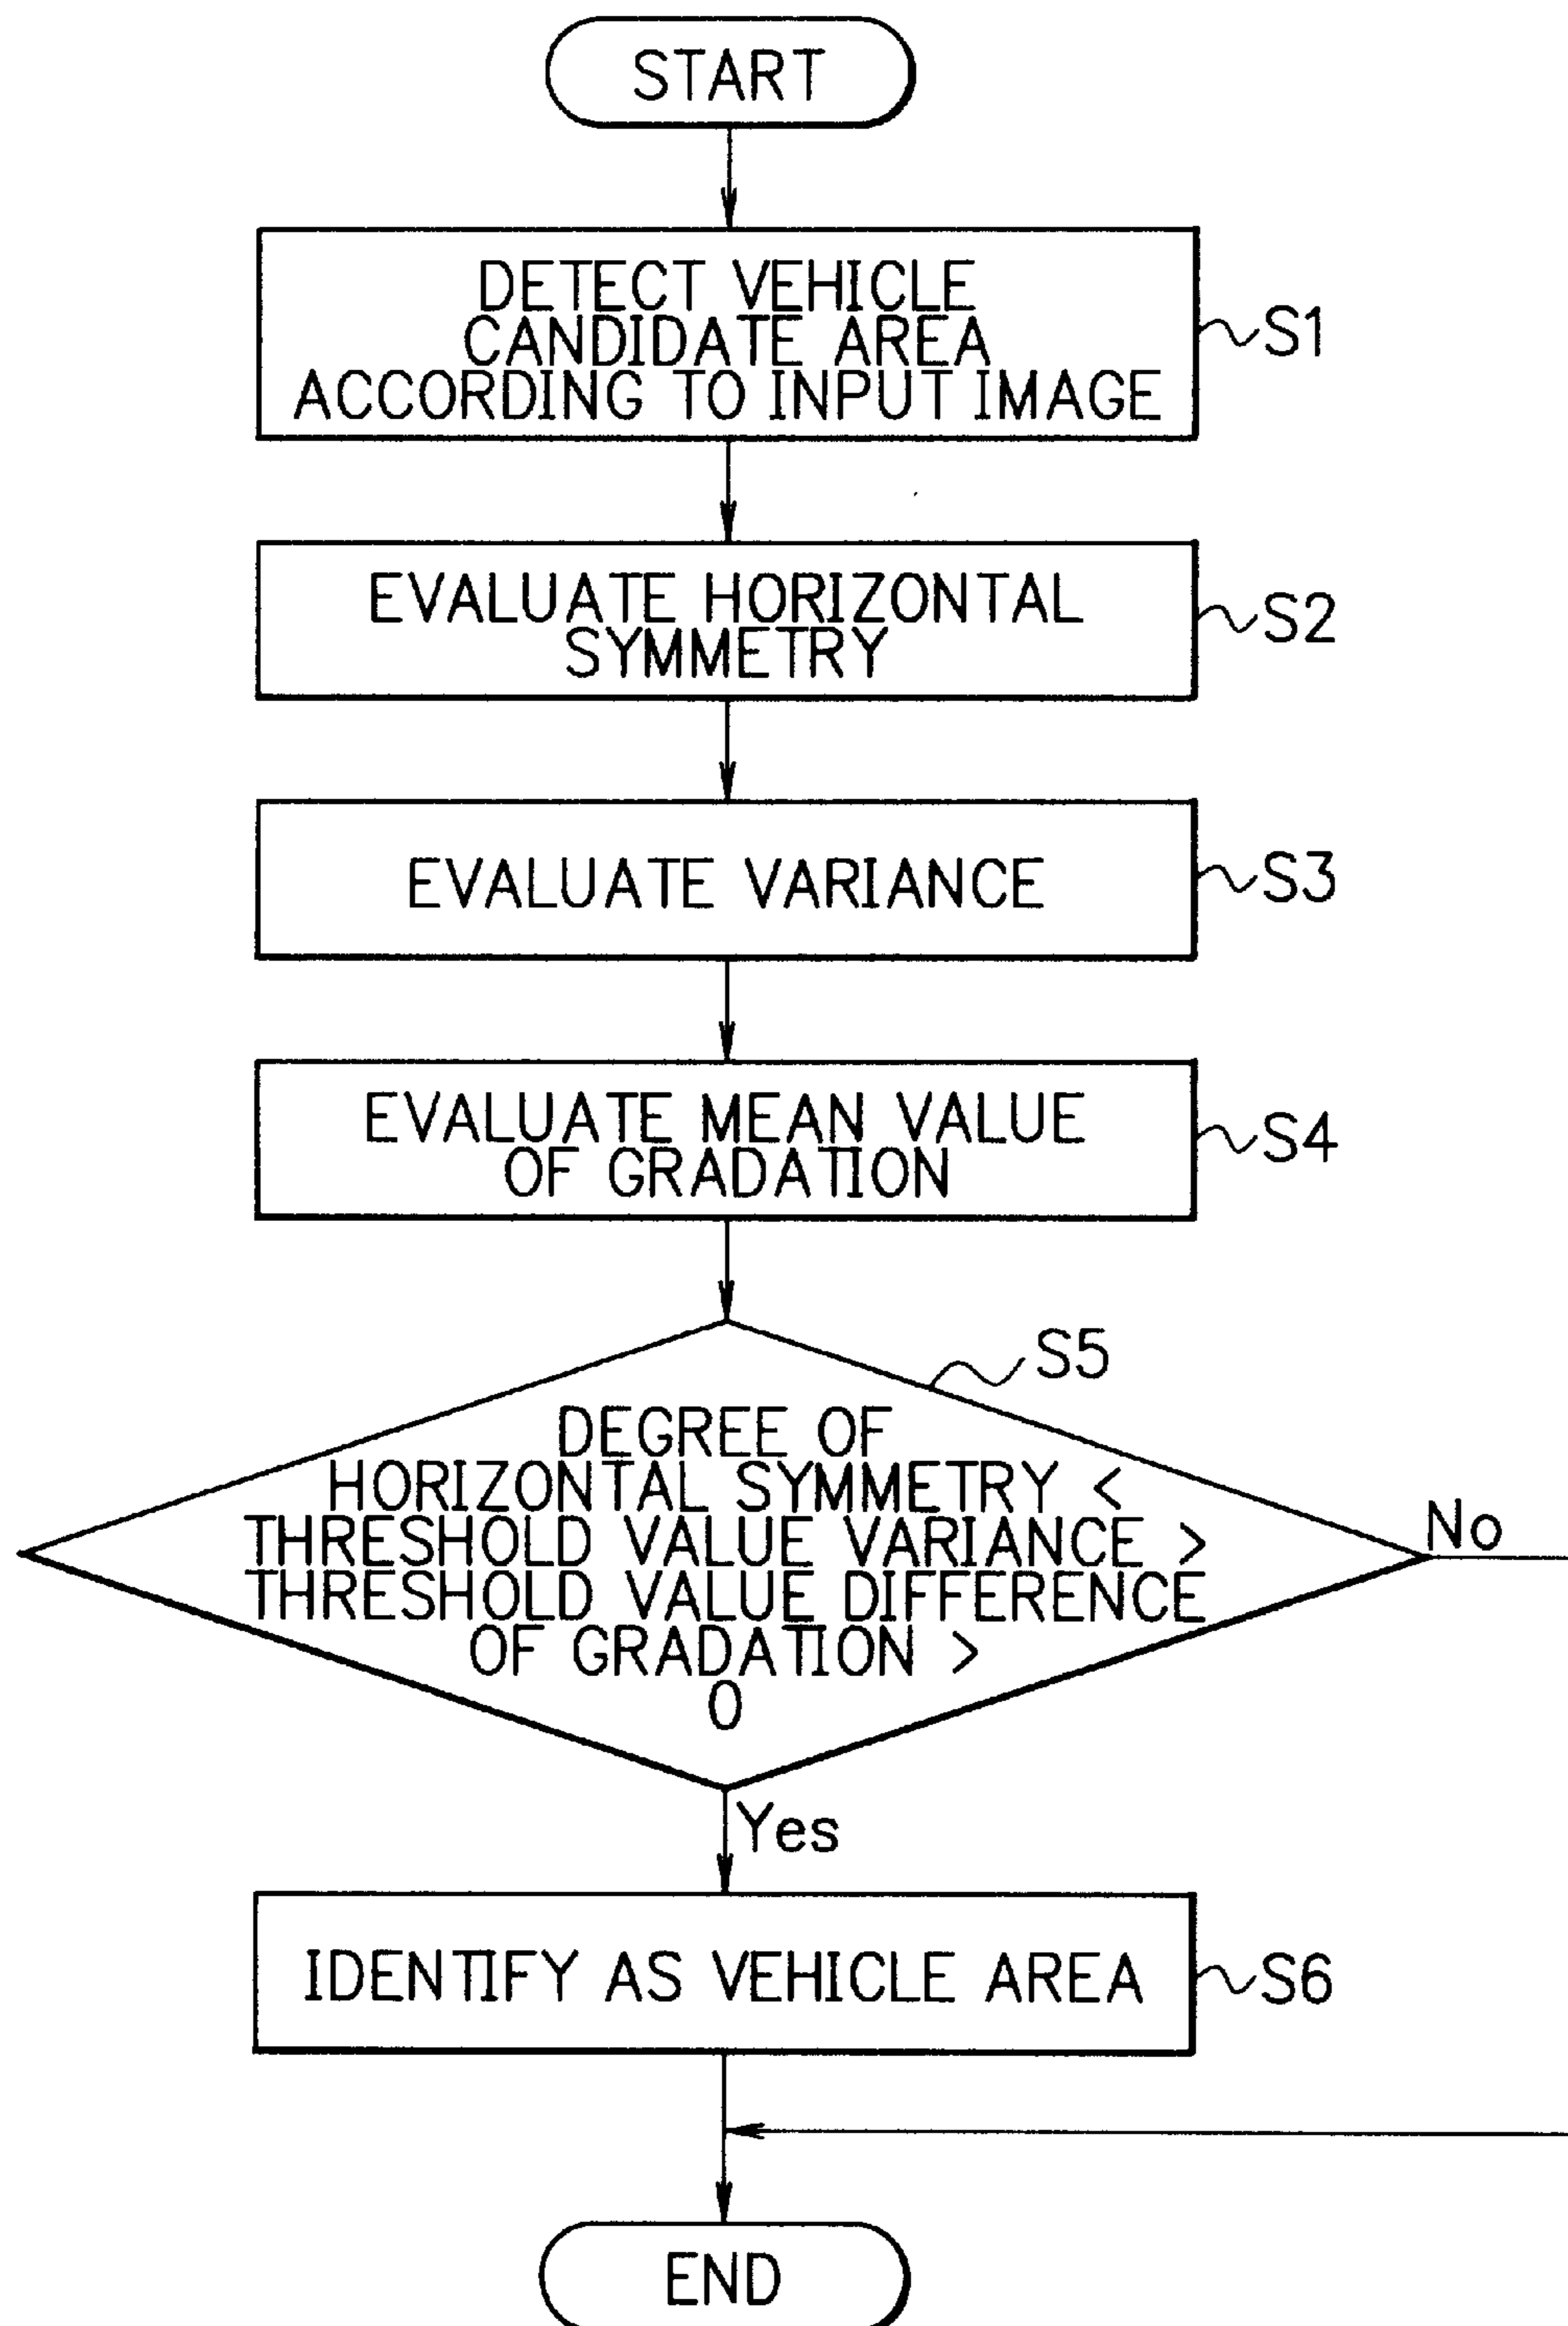 START
DETECT VEHICLE
CANDIDATE AREA
ACCORDING TO INPUT IMAGE
S1
EVALUATE HORIZONTAL
SYMMETRY
S2
EVALUATE VARIANCE
S3
EVALUATE MEAN VALUE
OF GRADATION
S4
S5
DEGREE OF
HORIZONTAL SYMMETRY <
THRESHOLD VALUE VARIANCE >
THRESHOLD VALUE DIFFERENCE
OF GRADATION >
0
No
Yes
IDENTIFY AS VEHICLE AREA
S6
END